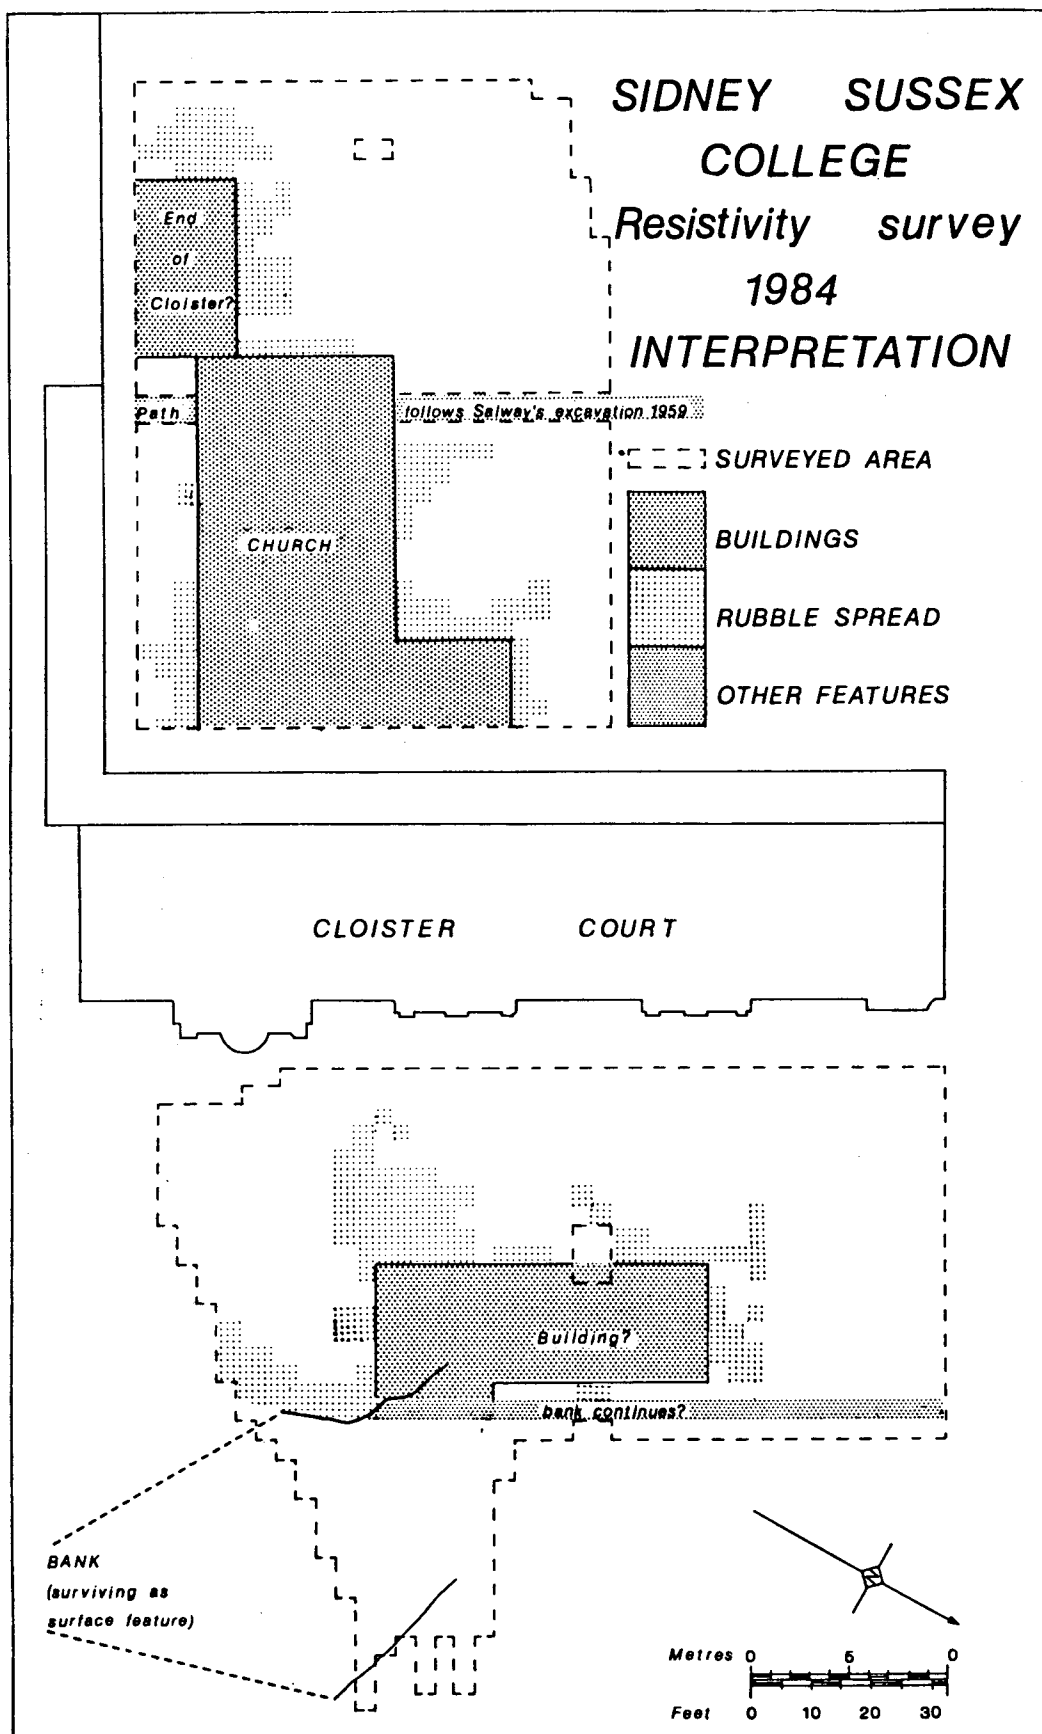 SIDNEY SUSSEX
COLLEGE
Resistivity survey
1984
INTERPRETATION
End
of
Cloister?
Path
follows Salway's excavation 1959
SURVEYED AREA
BUILDINGS
RUBBLE SPREAD
OTHER FEATURES
CHURCH
CLOISTER COURT
Building?
bank continues?
BANK
(surviving as
surface feature)
N
Metres 0 5 0
Feet 0 10 20 30